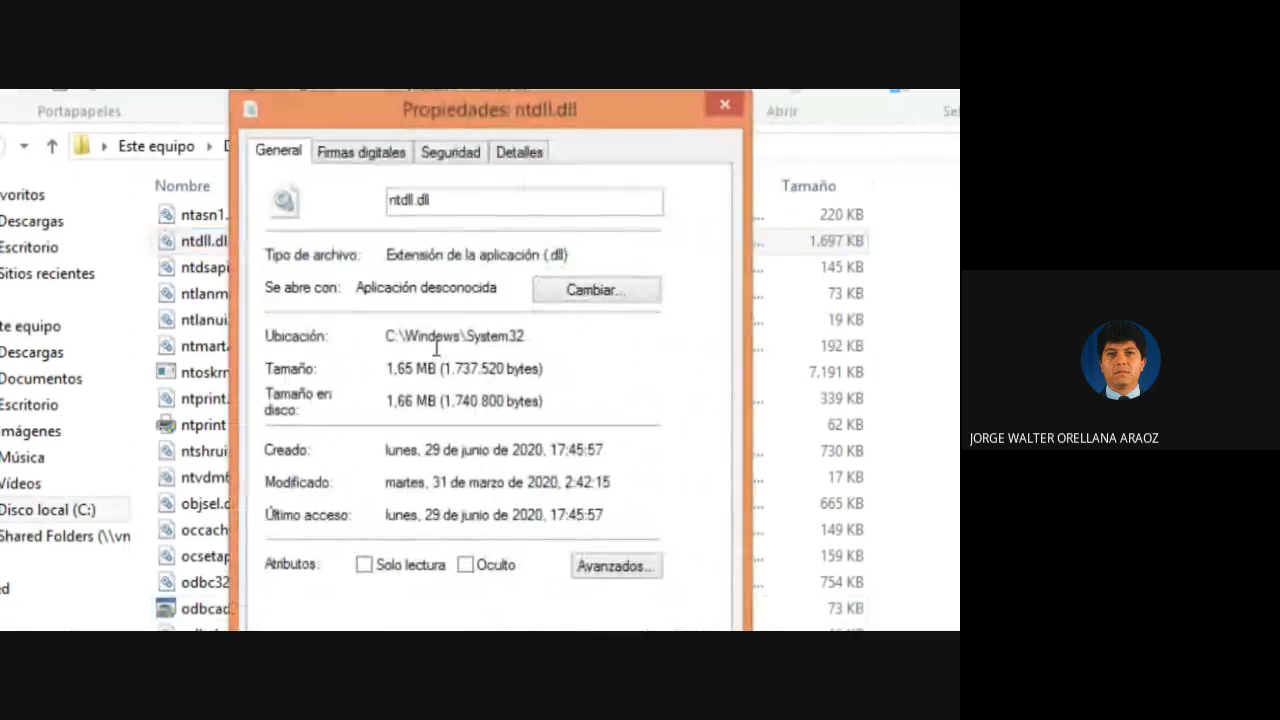 Portapapeles
Propiedades: ntdll.dll
Abrir
Este equipo
General
Firmas digitales
Seguridad
Detalles
Nombre
Tamaño
voritos
Descargas
Escritorio
Sitios recientes
te equipo
Descargas
Documentos
Escritorio
mágenes
Música
Vídeos
Disco local (C:)
Shared Folders (\\vn
ed
ntasn1.
ntdll.dl
ntdsapi
ntlanm
ntlanui
ntmart
ntoskrn
ntprint.
ntprint
ntshrui
ntvdmt
objsel.d
occach
ocsetap
odbc32
odbcad
ntdll.dll
Tipo de archivo: Extensión de la aplicación (.dll)
Se abre con: Aplicación desconocida
Cambiar...
Ubicación: C:\Windows\System32
Tamaño: 1,65 MB (1.737.520 bytes)
Tamaño en disco: 1,66 MB (1.740.800 bytes)
Creado: lunes, 29 de junio de 2020, 17:45:57
Modificado: martes, 31 de marzo de 2020, 2:42:15
Último acceso: lunes, 29 de junio de 2020, 17:45:57
Atributos: Solo lectura Oculto
Avanzados...
220 KB
1.697 KB
145 KB
73 KB
19 KB
192 KB
7.191 KB
339 KB
62 KB
730 KB
17 KB
665 KB
149 KB
159 KB
754 KB
73 KB
JORGE WALTER ORELLANA ARAOZ